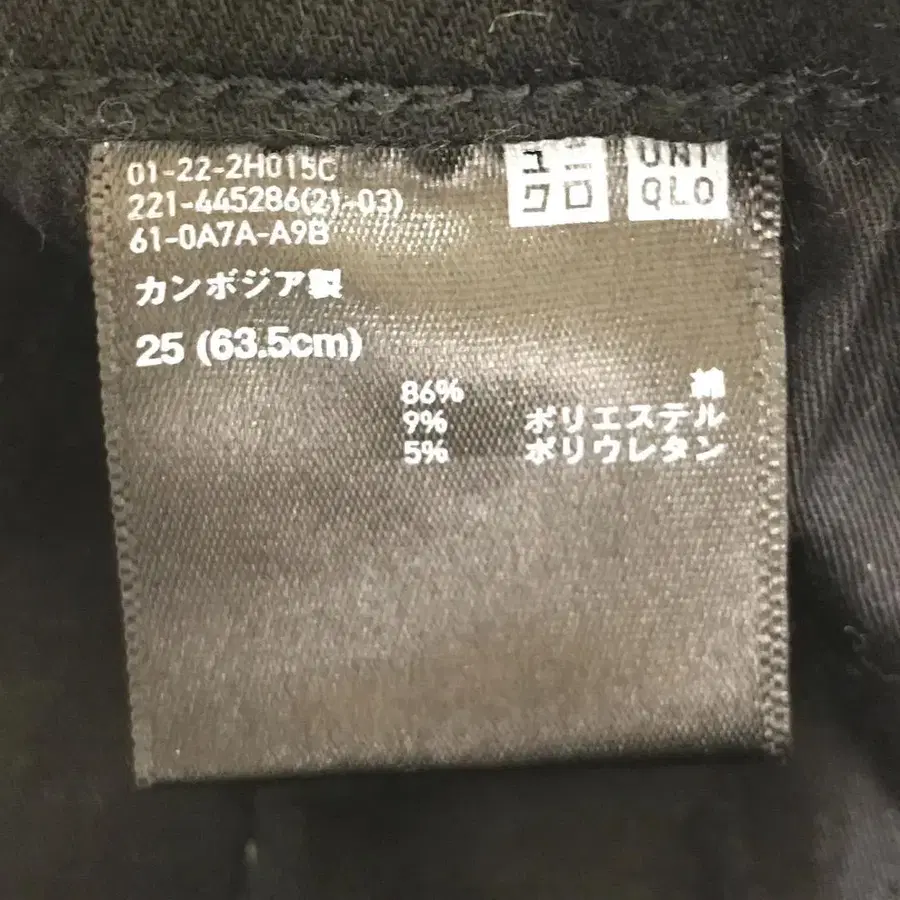 01-22-2H015C
221-445286(21-03)
61-0A7A-A9B
ユニ
クロ
UNI
QLO
カンボジア製
25 (63.5cm)
86% 綿
9% ポリエステル
5% ポリウレタン